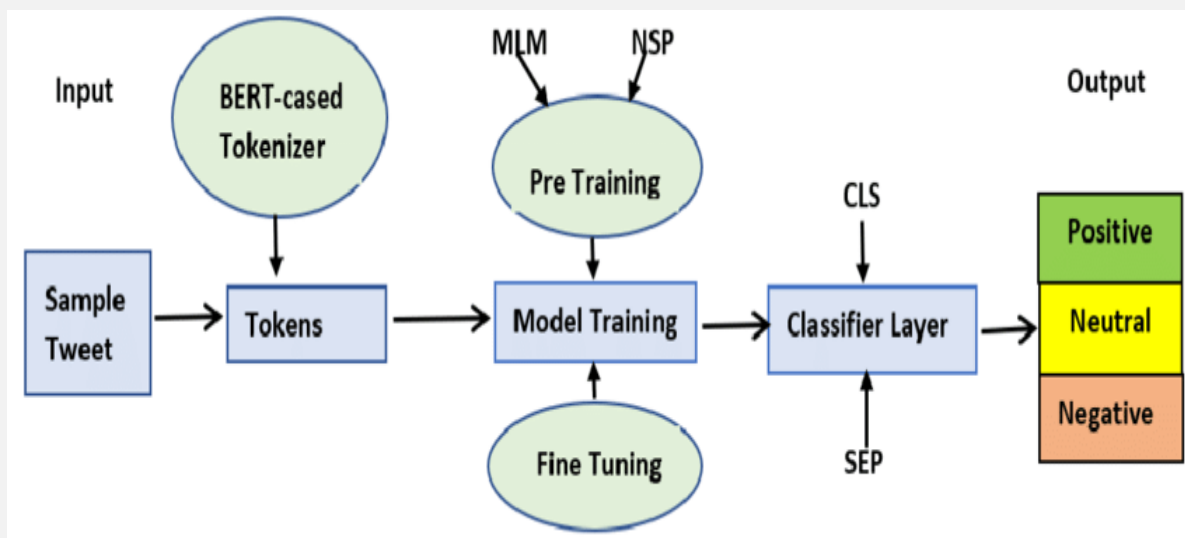 Input
BERT-cased
Tokenizer
MLM
NSP
Pre Training
Output
CLS
Sample
Tweet
Tokens
Model Training
Classifier Layer
Positive
Neutral
Negative
Fine Tuning
SEP